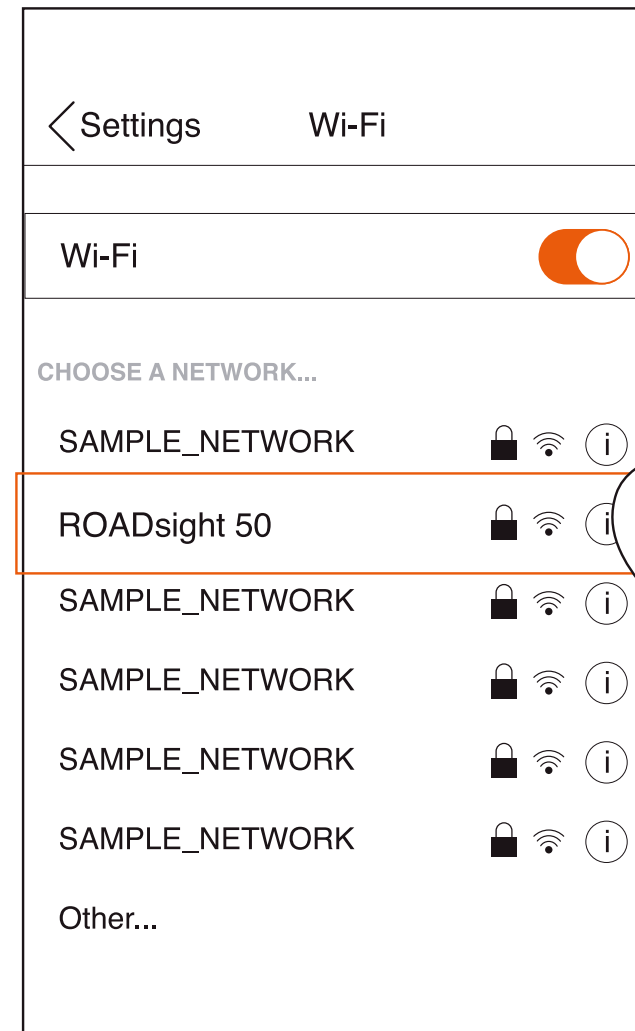 Settings Wi-Fi
Wi-Fi
CHOOSE A NETWORK...
SAMPLE_NETWORK i
ROADsight 50 i
SAMPLE_NETWORK i
SAMPLE_NETWORK i
SAMPLE_NETWORK i
SAMPLE_NETWORK i
Other...